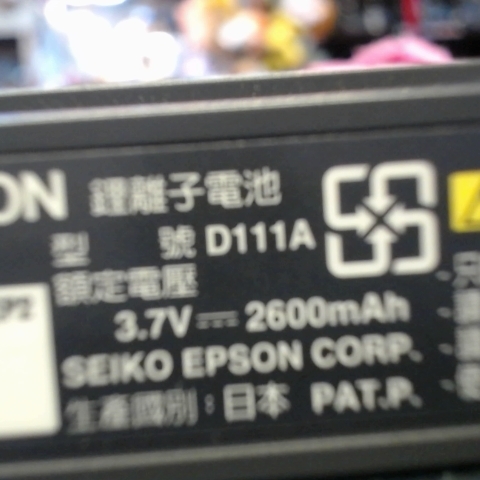 ON 鋰離子電池
型 號 D111A
額定電壓
3.7V 2600mAh
SEIKO EPSON CORP.
生產國別：日本 PAT.P.